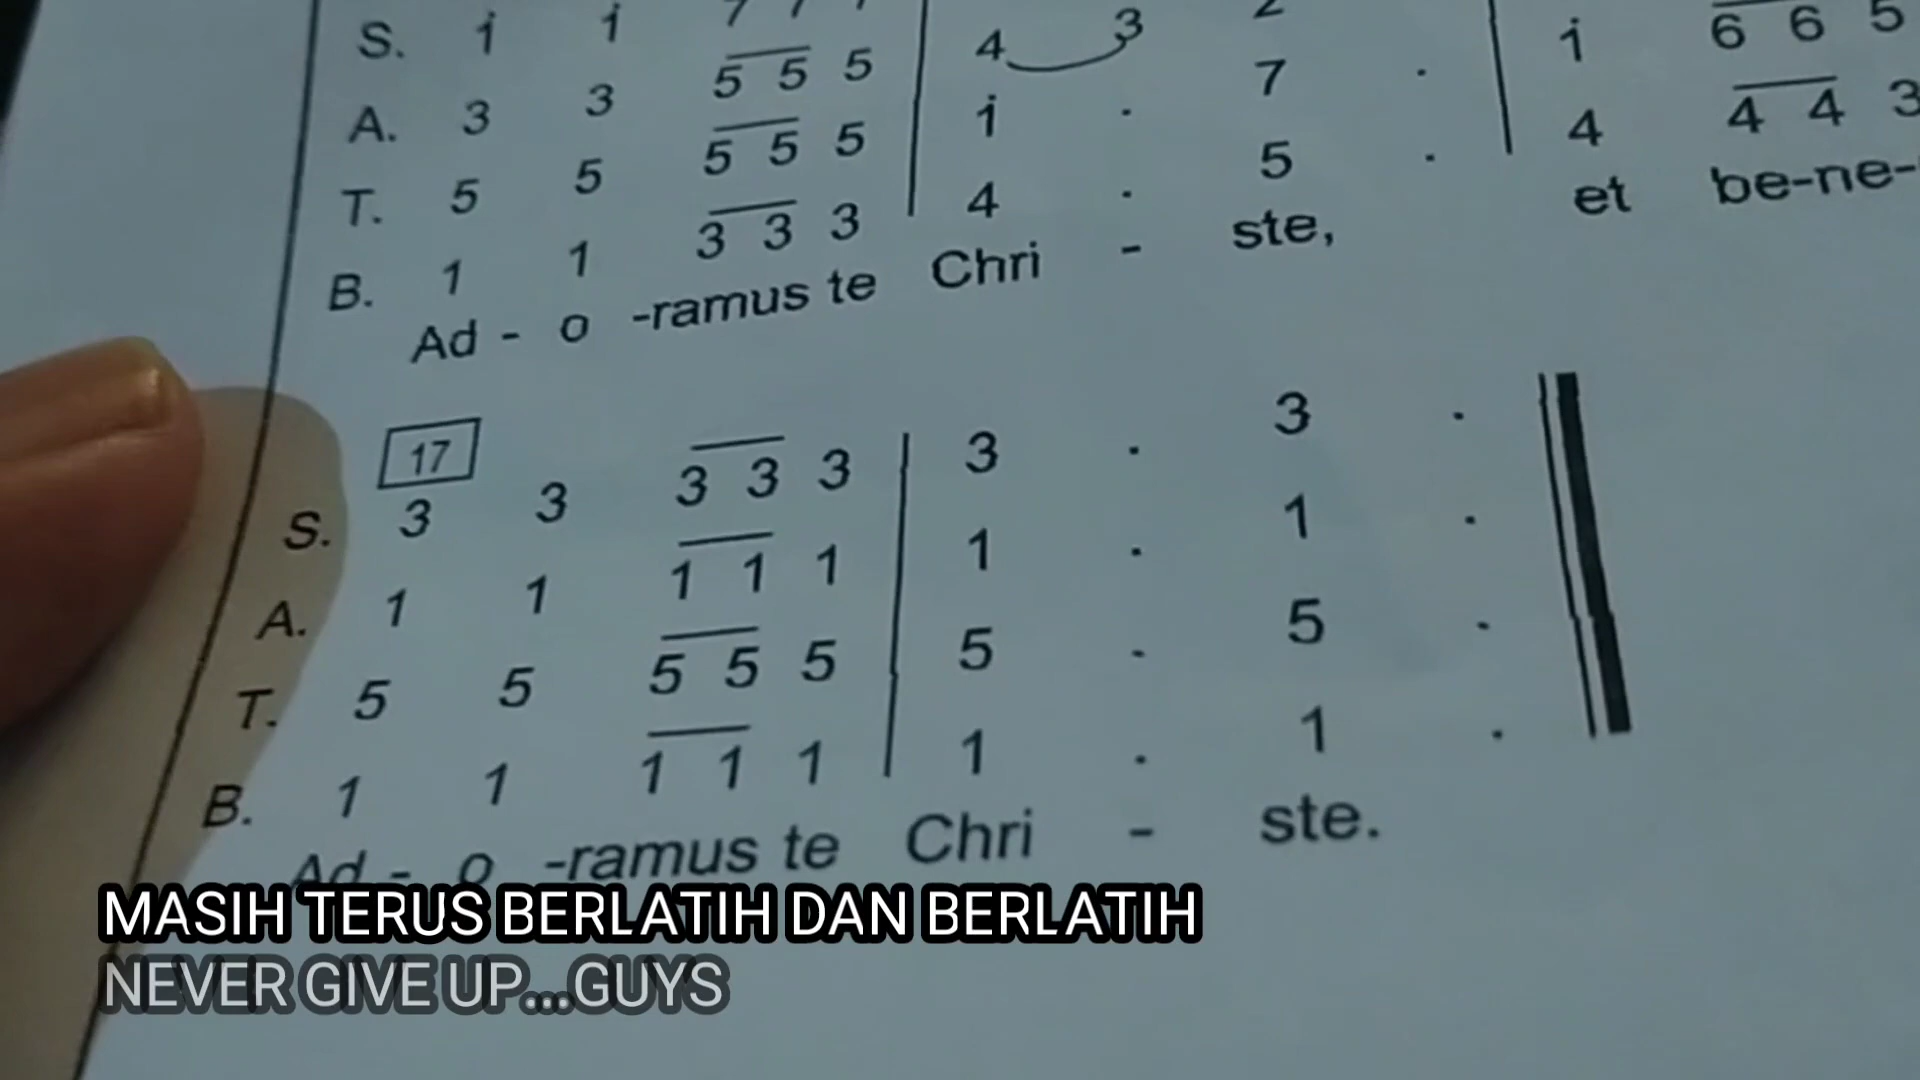 S. i i 7 7 7 4 3 2
A. 3 3 5 5 5 i . 7 . i 6 6 5
T. 5 5 5 5 5 4 . 5 . 4 4 4 3
B. 1 1 3 3 3
Ad - o -ramus te Chri - ste, et be-ne-
17
S. 3 3 3 3 3 3 . 3 .
A. 1 1 1 1 1 1 . 1 .
T. 5 5 5 5 5 5 . 5 .
B. 1 1 1 1 1 1 . 1 .
Ad - o -ramus te Chri - ste.
MASIH TERUS BERLATIH DAN BERLATIH
NEVER GIVE UP....GUYS